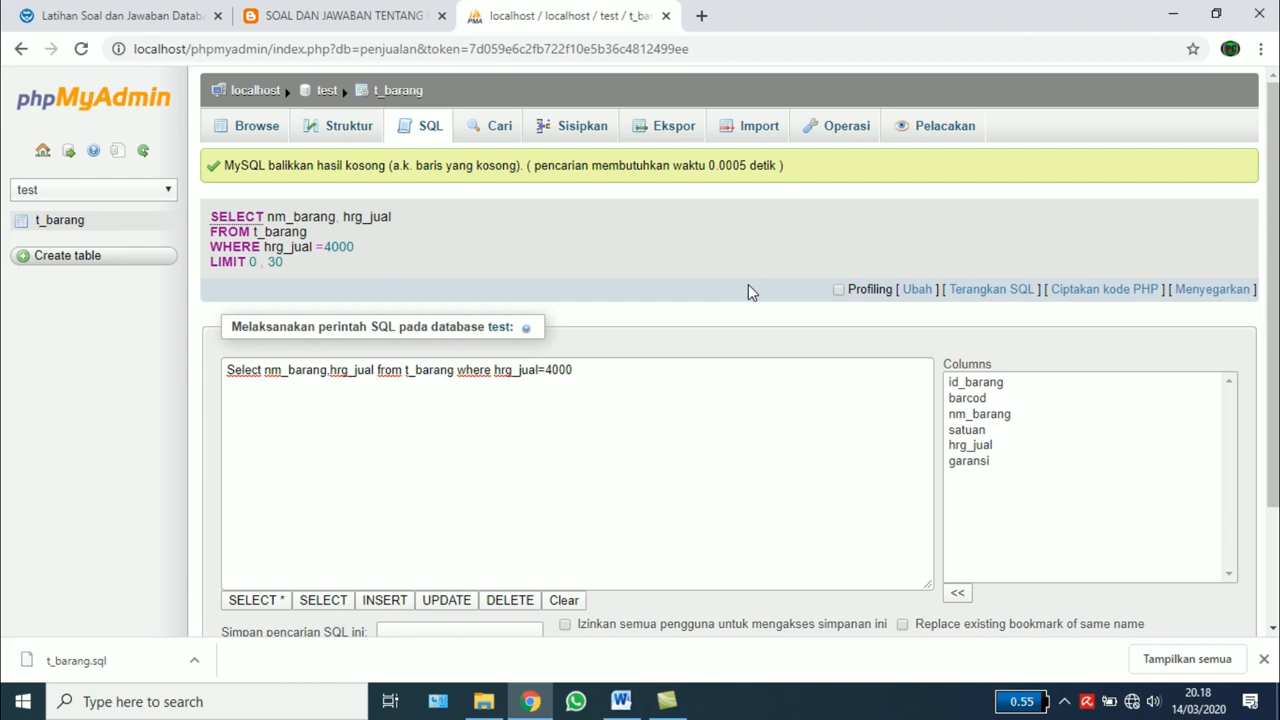 Latihan Soal dan Jawaban Datab
SOAL DAN JAWABAN TENTANG
localhost / localhost / test / t_bar
localhost/phpmyadmin/index.php?db=penjualan&token=7d059e6c2fb722f10e5b36c4812499ee
phpMyAdmin
test
t_barang
Create table
localhost test t_barang
Browse Struktur SQL Cari Sisipkan Ekspor Import Operasi Pelacakan
MySQL balikkan hasil kosong (a.k. baris yang kosong). ( pencarian membutuhkan waktu 0.0005 detik )
SELECT nm_barang, hrg_jual
FROM t_barang
WHERE hrg_jual =4000
LIMIT 0 , 30
Profiling [ Ubah ] [ Terangkan SQL ] [ Ciptakan kode PHP ] [ Menyegarkan ]
Melaksanakan perintah SQL pada database test:
Select nm_barang,hrg_jual from t_barang where hrg_jual=4000
Columns
id_barang
barcod
nm_barang
satuan
hrg_jual
garansi
<<
SELECT * SELECT INSERT UPDATE DELETE Clear
Simpan pencarian SQL ini:
Izinkan semua pengguna untuk mengakses simpanan ini
Replace existing bookmark of same name
t_barang.sql
Tampilkan semua
Type here to search
0.55
20.18
14/03/2020